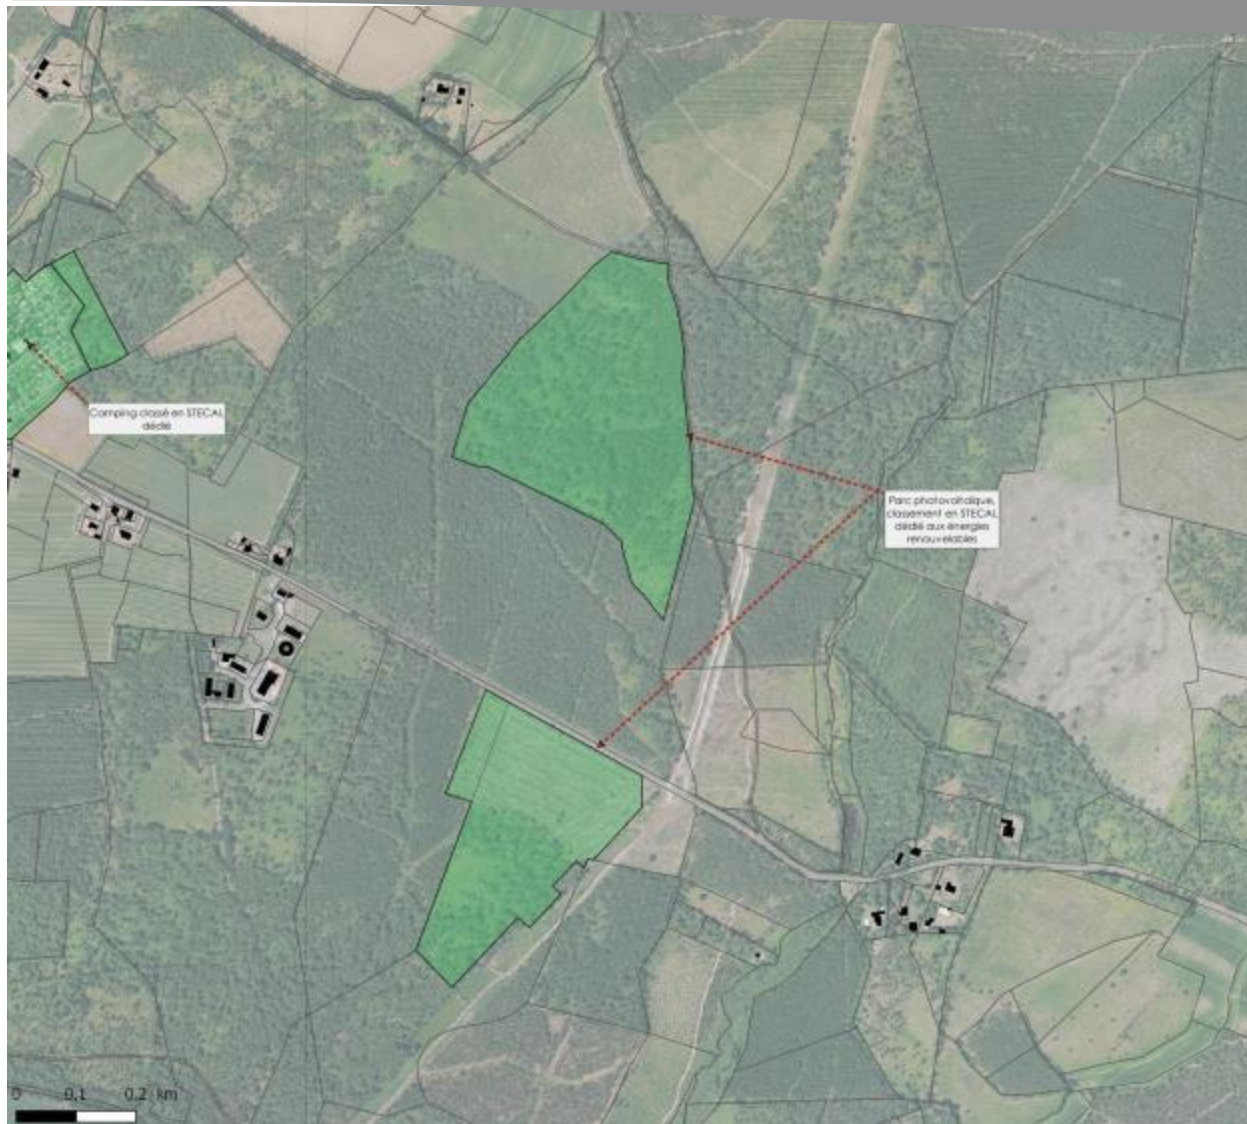 Camping classé en STECAL
dédié
Parc photovoltaïque,
classement en STECAL
dédié aux énergies
renouvelables
0 0,1 0,2 km